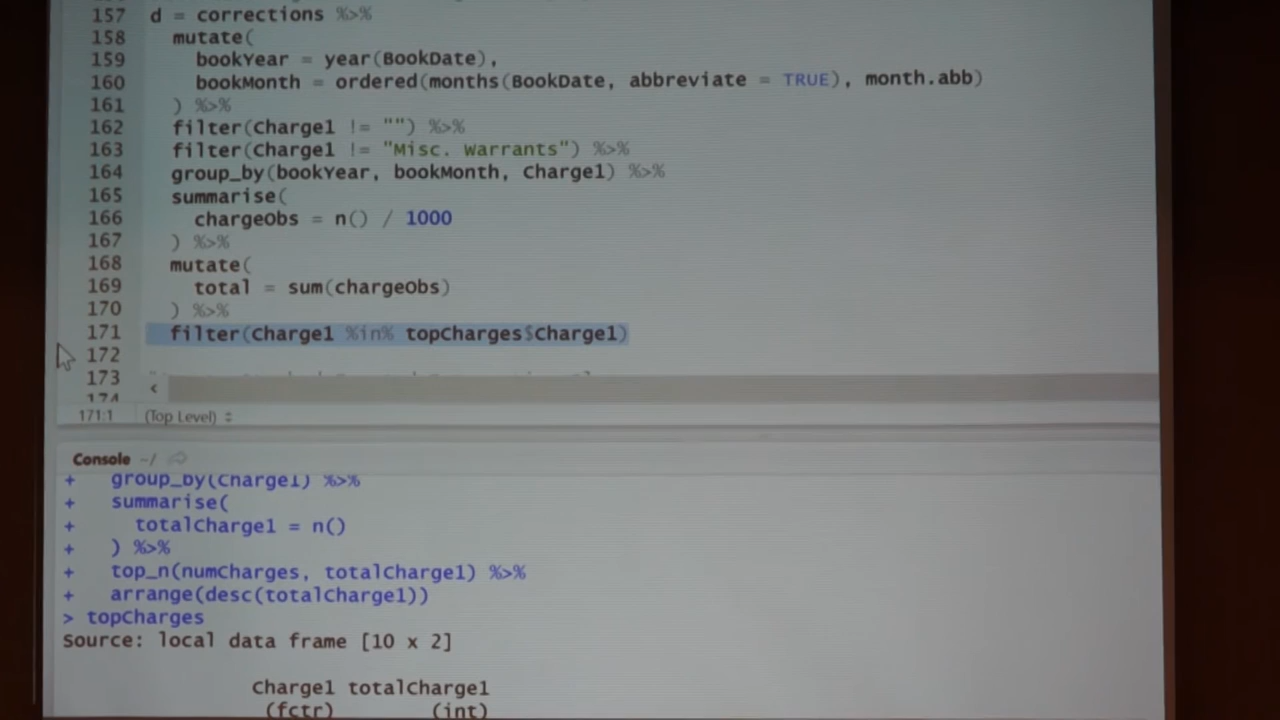 157 d = corrections %>%
158 mutate(
159 bookYear = year(BookDate),
160 bookMonth = ordered(months(BookDate, abbreviate = TRUE), month.abb)
161 ) %>%
162 filter(Charge1 != "") %>%
163 filter(Charge1 != "Misc. Warrants") %>%
164 group_by(bookYear, bookMonth, Charge1) %>%
165 summarise(
166 chargeObs = n() / 1000
167 ) %>%
168 mutate(
169 total = sum(chargeObs)
170 ) %>%
171 filter(Charge1 %in% topCharges$Charge1)
172
173
174
171:1 (Top Level)
Console ~/
+ group_by(Charge1) %>%
+ summarise(
+ totalCharge1 = n()
+ ) %>%
+ top_n(numCharges, totalCharge1) %>%
+ arrange(desc(totalCharge1))
> topCharges
Source: local data frame [10 x 2]
Charge1 totalCharge1
(fctr) (int)